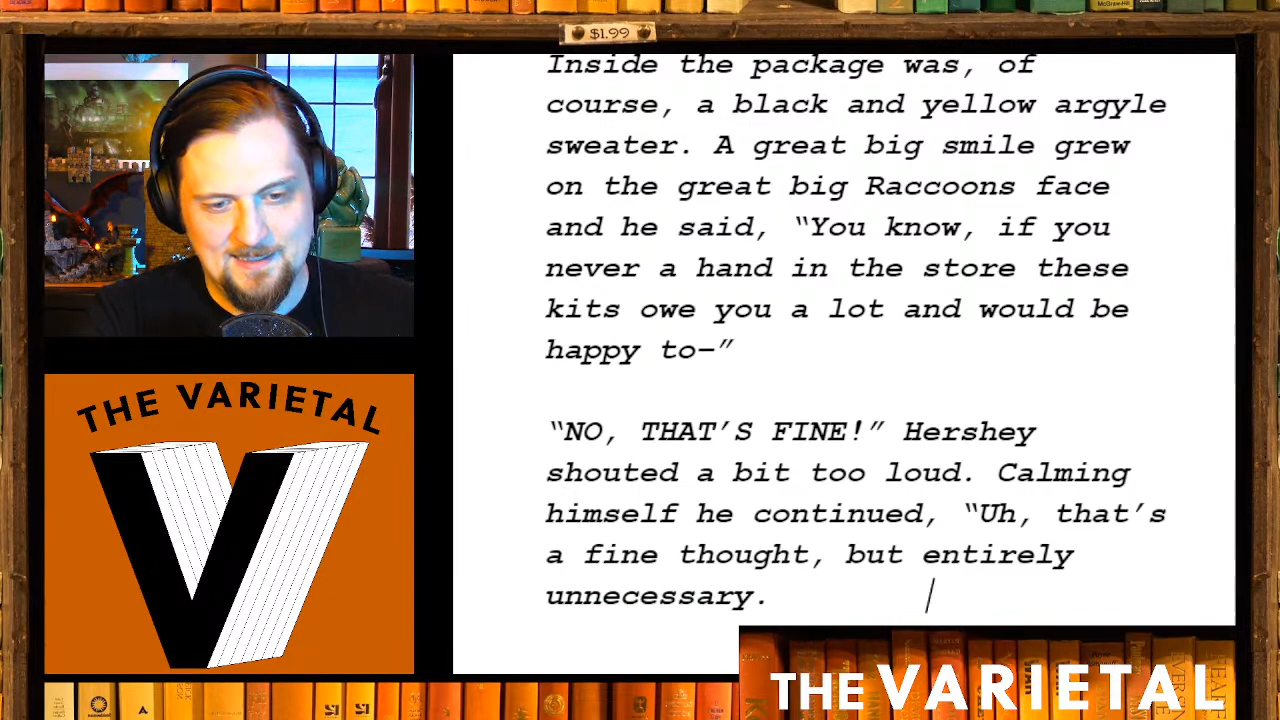 $1.99
Inside the package was, of
course, a black and yellow argyle
sweater. A great big smile grew
on the great big Raccoons face
and he said, “You know, if you
never a hand in the store these
kits owe you a lot and would be
happy to–”
“NO, THAT’S FINE!” Hershey
shouted a bit too loud. Calming
himself he continued, “Uh, that’s
a fine thought, but entirely
unnecessary.
THE VARIETAL
V
THE VARIETAL